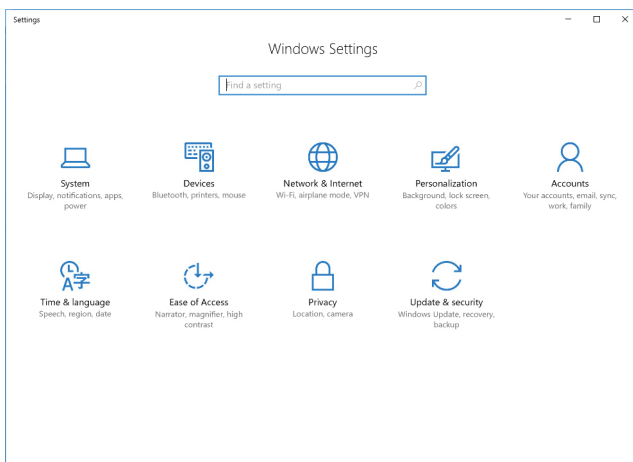 Settings
Windows Settings
Find a setting
System
Display, notifications, apps,
power
Devices
Bluetooth, printers, mouse
Network & Internet
Wi-Fi, airplane mode, VPN
Personalization
Background, lock screen,
colors
Accounts
Your accounts, email, sync,
work, family
A字
Time & language
Speech, region, date
Ease of Access
Narrator, magnifier, high
contrast
Privacy
Location, camera
Update & security
Windows Update, recovery,
backup